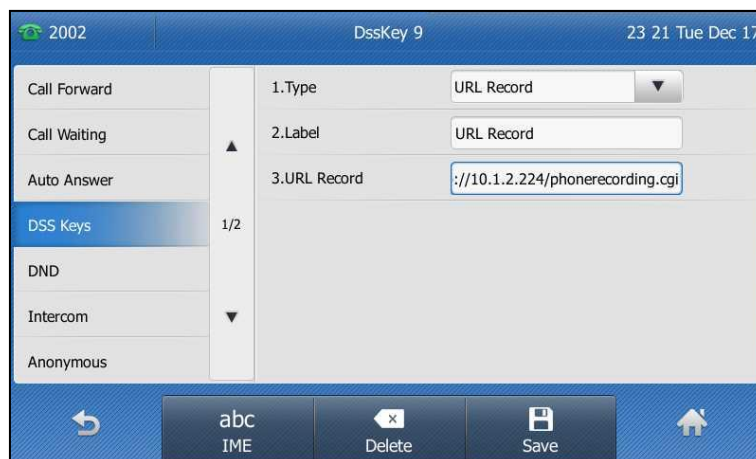 2002 DssKey 9 23 21 Tue Dec 17
Call Forward
Call Waiting
Auto Answer
DSS Keys
DND
Intercom
Anonymous
1/2
1.Type URL Record
2.Label URL Record
3.URL Record ://10.1.2.224/phonerecording.cgi
abc
IME
Delete
Save